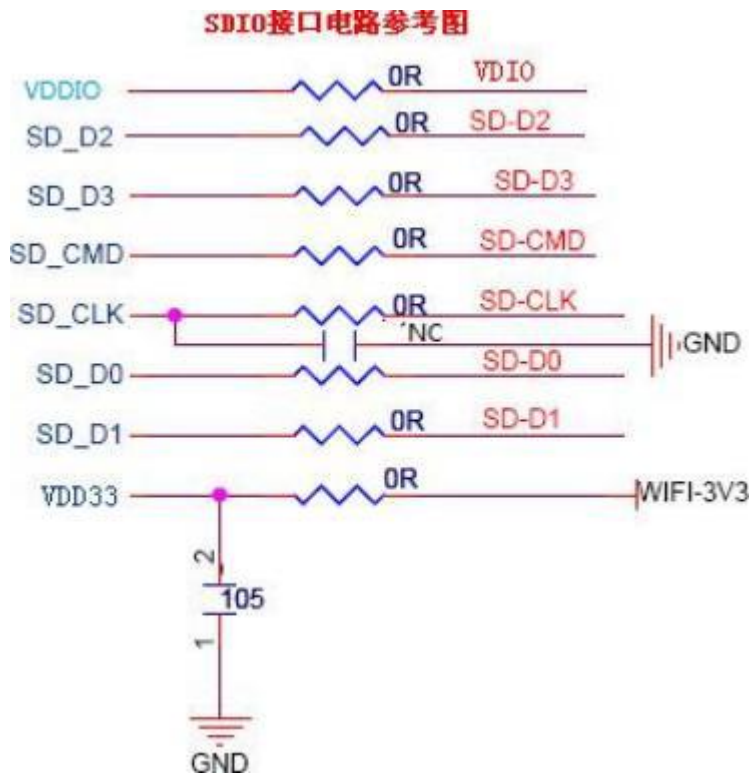 SDIO接口电路参考图
VDDIO 0R VDIO
SD_D2 0R SD-D2
SD_D3 0R SD-D3
SD_CMD 0R SD-CMD
SD_CLK 0R SD-CLK
NC GND
SD_D0 SD-D0
SD_D1 0R SD-D1
VDD33 0R WIFI-3V3
2
105
1
GND